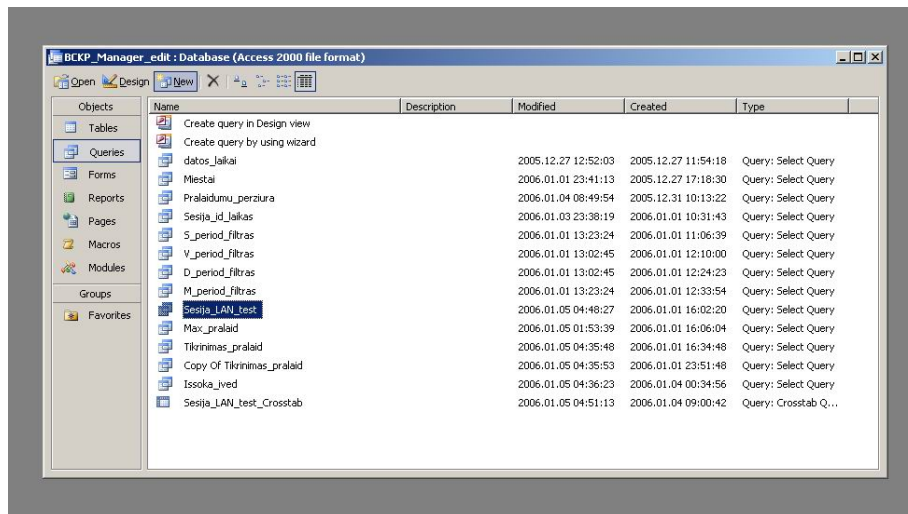 BCKP_Manager_edit : Database (Access 2000 file format)
Open Design New
Objects
Tables
Queries
Forms
Reports
Pages
Macros
Modules
Groups
Favorites
Name Description Modified Created Type
Create query in Design view
Create query by using wizard
datos_laikai 2005.12.27 12:52:03 2005.12.27 11:54:18 Query: Select Query
Miestai 2006.01.01 23:41:13 2005.12.27 17:18:30 Query: Select Query
Pralaidumu_perziura 2006.01.04 08:49:54 2005.12.31 10:13:22 Query: Select Query
Sesija_id_laikas 2006.01.03 23:38:19 2006.01.01 10:31:43 Query: Select Query
S_period_filtras 2006.01.01 13:23:24 2006.01.01 11:06:39 Query: Select Query
V_period_filtras 2006.01.01 13:02:45 2006.01.01 12:10:00 Query: Select Query
D_period_filtras 2006.01.01 13:02:45 2006.01.01 12:24:23 Query: Select Query
M_period_filtras 2006.01.01 13:23:24 2006.01.01 12:33:54 Query: Select Query
Sesija_LAN_test 2006.01.05 04:48:27 2006.01.01 16:02:20 Query: Select Query
Max_pralaid 2006.01.05 01:53:39 2006.01.01 16:06:04 Query: Select Query
Tikrinimas_pralaid 2006.01.05 04:35:48 2006.01.01 16:34:48 Query: Select Query
Copy Of Tikrinimas_pralaid 2006.01.05 04:35:53 2006.01.01 23:51:48 Query: Select Query
Issoka_ived 2006.01.05 04:36:23 2006.01.04 00:34:56 Query: Select Query
Sesija_LAN_test_Crosstab 2006.01.05 04:51:13 2006.01.04 09:00:42 Query: Crosstab Q...